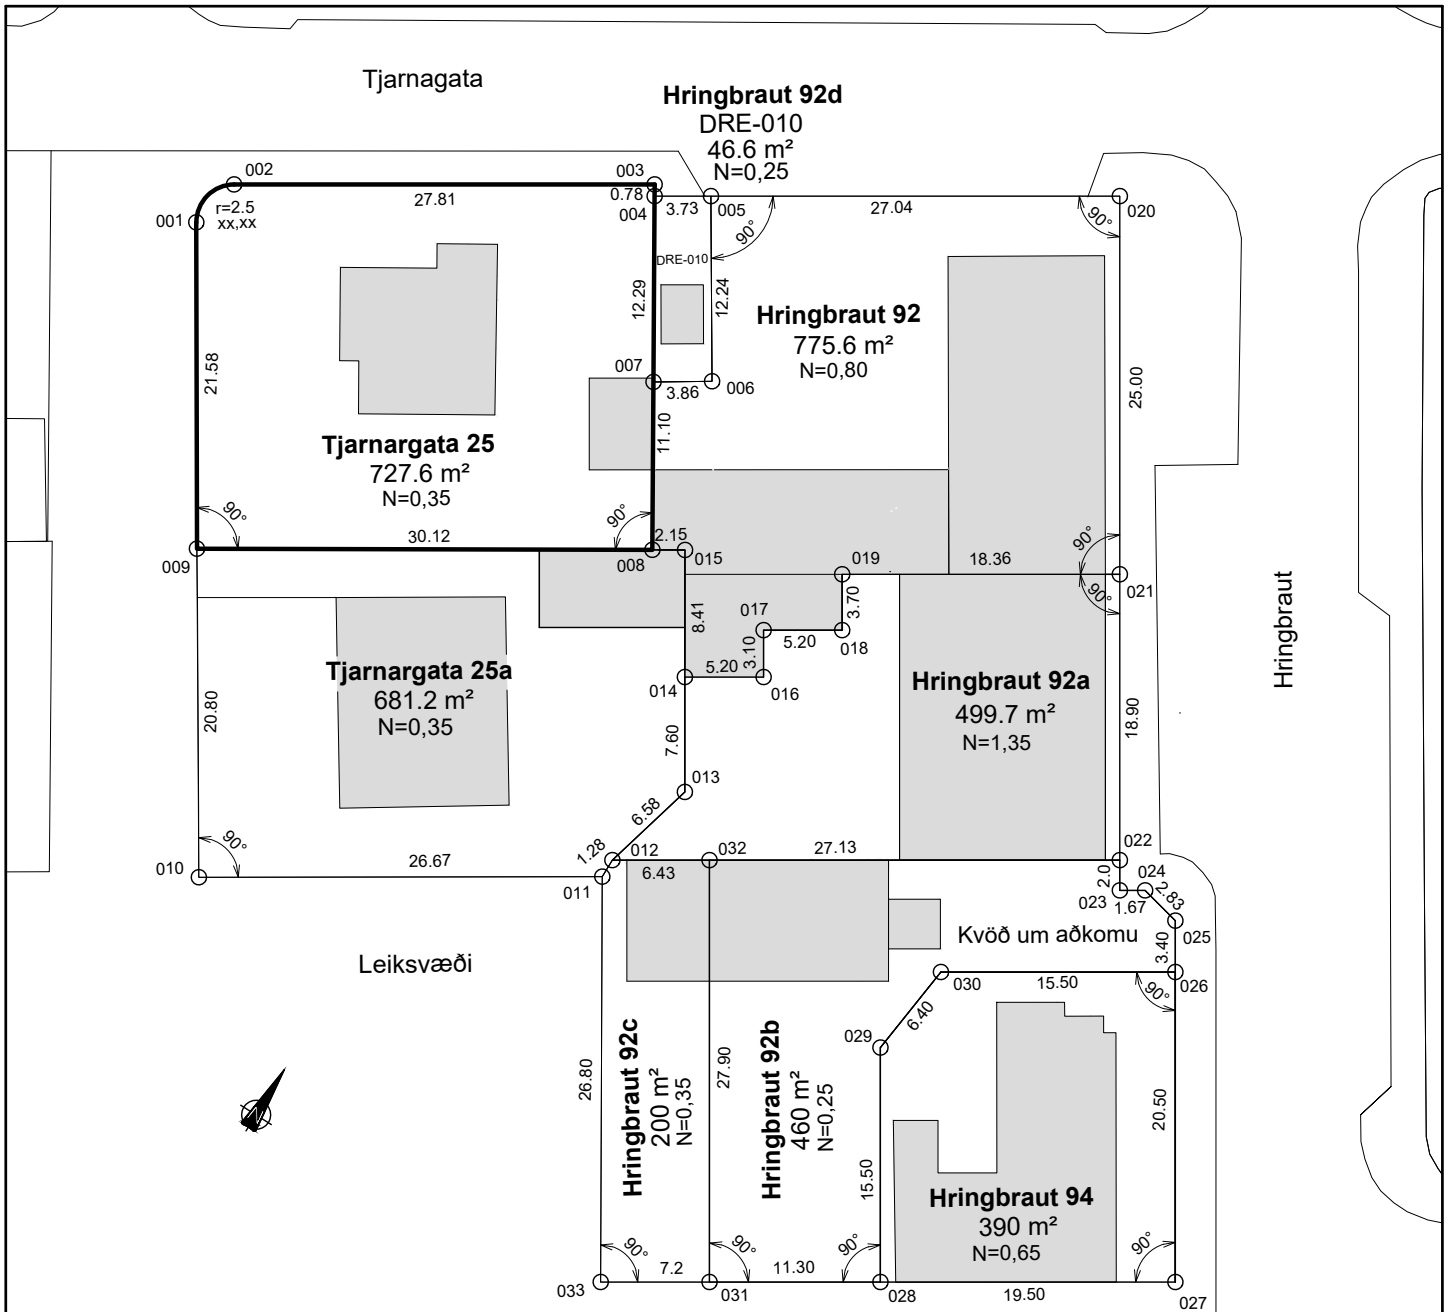 Tjarnagata
Hringbraut 92d
DRE-010
46.6 m²
N=0,25
002
003
001
r=2.5
xx,xx
27.81
0.78
004
3.73
005
27.04
90°
020
90°
DRE-010
12.29
12.24
Hringbraut 92
775.6 m²
N=0,80
21.58
007
3.86
006
25.00
11.10
Tjarnargata 25
727.6 m²
N=0,35
90°
90°
30.12
009
008
2.15
015
019
18.36
90°
021
90°
8.41
017
3.70
3.10
5.20
018
5.20
014
016
Tjarnargata 25a
681.2 m²
N=0,35
20.80
Hringbraut 92a
499.7 m²
N=1,35
18.90
Hringbraut
7.60
013
6.58
1.28
012
032
27.13
022
6.43
90°
010
26.67
011
2.0
024
023
1.67
2.83
025
Kvöð um aðkomu
3.40
Leiksvæði
030
15.50
90°
026
6.40
029
26.80
Hringbraut 92c
200 m²
N=0,35
27.90
Hringbraut 92b
460 m²
N=0,25
20.50
15.50
Hringbraut 94
390 m²
N=0,65
90°
90°
90°
90°
033
7.2
031
11.30
028
19.50
027